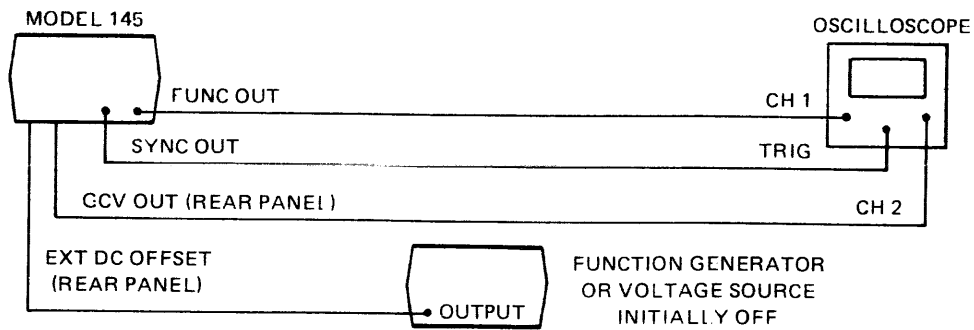 MODEL 145
OSCILLOSCOPE
FUNC OUT
CH 1
SYNC OUT
TRIG
GCV OUT (REAR PANEL)
CH 2
EXT DC OFFSET
(REAR PANEL)
OUTPUT
FUNCTION GENERATOR
OR VOLTAGE SOURCE
INITIALLY OFF